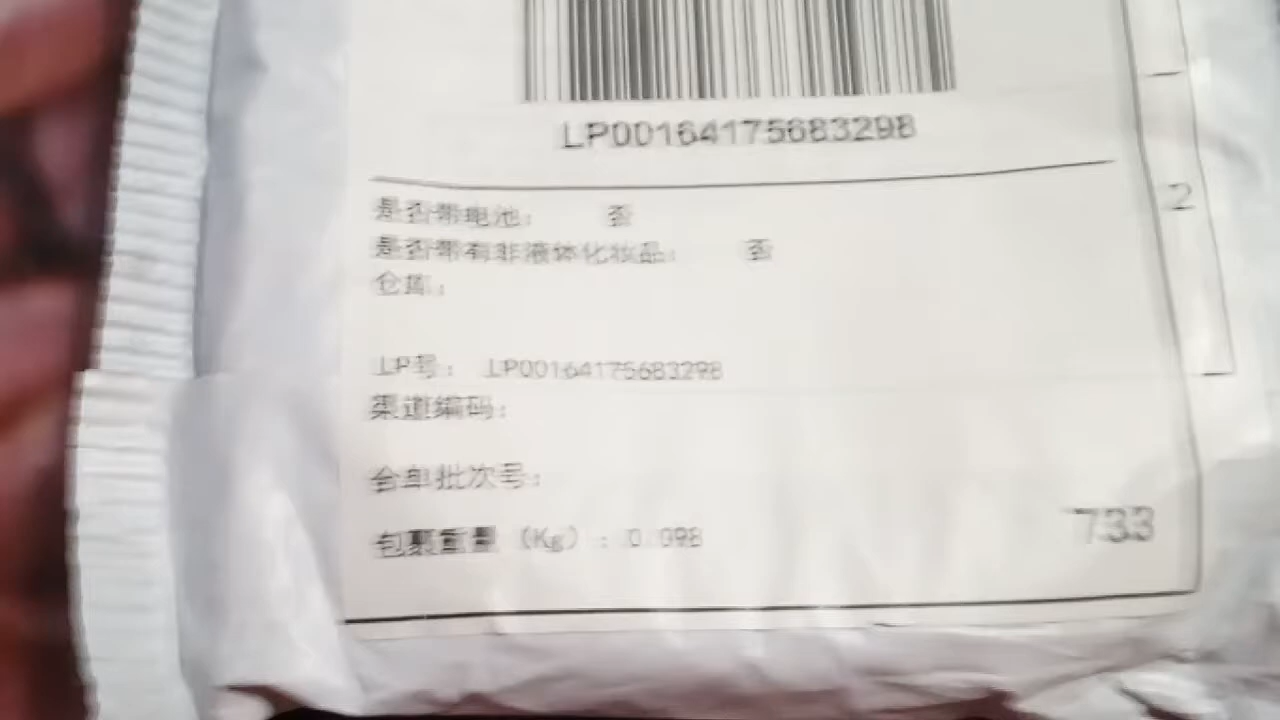 LP00164175683298
是否带电池: 否
是否带有非液体化妆品: 否
2
仓库:
LP号: LP00164175683298
渠道编码:
合单批次号:
包裹重量 (Kg) : 0.098
733